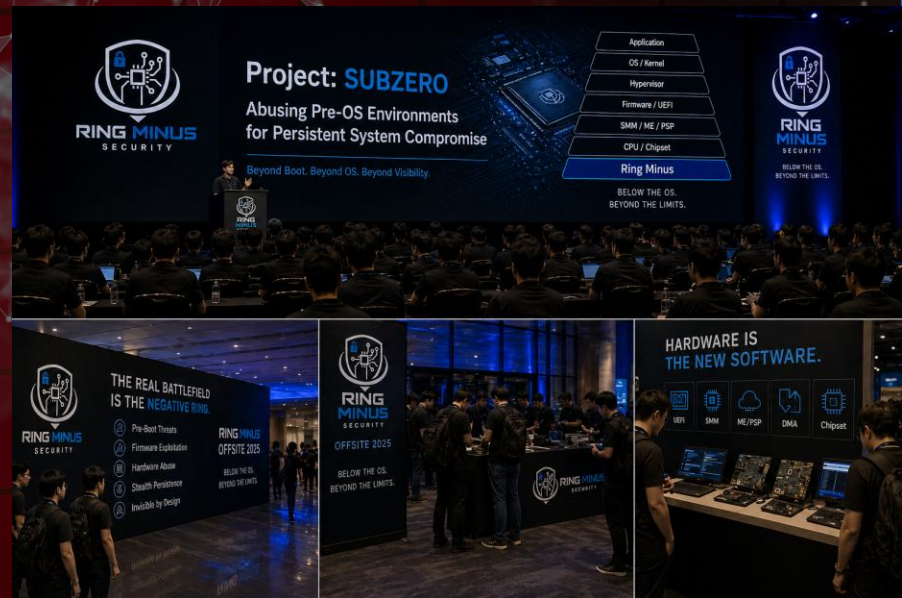 RING MINUS
SECURITY
Project: SUBZERO
Abusing Pre-OS Environments
for Persistent System Compromise
Beyond Boot. Beyond OS. Beyond Visibility.
Application
OS / Kernel
Hypervisor
Firmware / UEFI
SMM / ME / PSP
CPU / Chipset
Ring Minus
BELOW THE OS.
BEYOND THE LIMITS.
RING
MINUS
SECURITY
BELOW THE OS.
BEYOND THE LIMITS.
RING MINUS
SECURITY
RING MINUS
SECURITY
THE REAL BATTLEFIELD
IS THE NEGATIVE RING.
Pre-Boot Threats
Firmware Exploitation
Hardware Abuse
Stealth Persistence
Invisible by Design
RING MINUS
OFFSITE 2025
BELOW THE OS.
BEYOND THE LIMITS.
RING
MINUS
SECURITY
OFFSITE 2025
BELOW THE OS.
BEYOND THE LIMITS.
RING MINUS
SECURITY
HARDWARE IS
THE NEW SOFTWARE.
UEFI
SMM
ME/PSP
DMA
Chipset